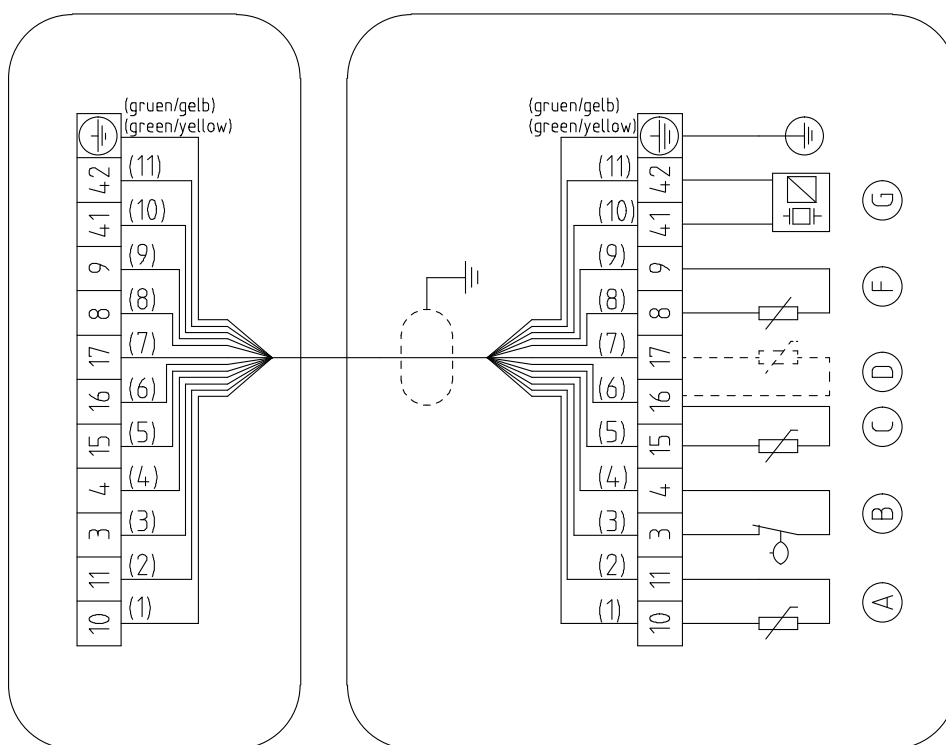 (gruen/gelb)
(green/yellow)
42 (11)
41 (10)
9 (9)
8 (8)
17 (7)
16 (6)
15 (5)
4 (4)
3 (3)
11 (2)
10 (1)
(gruen/gelb)
(green/yellow)
(11) 42
(10) 41
(9) 9
(8) 8
(7) 17
(6) 16
(5) 15
(4) 4
(3) 3
(2) 11
(1) 10
G
F
D
C
B
A